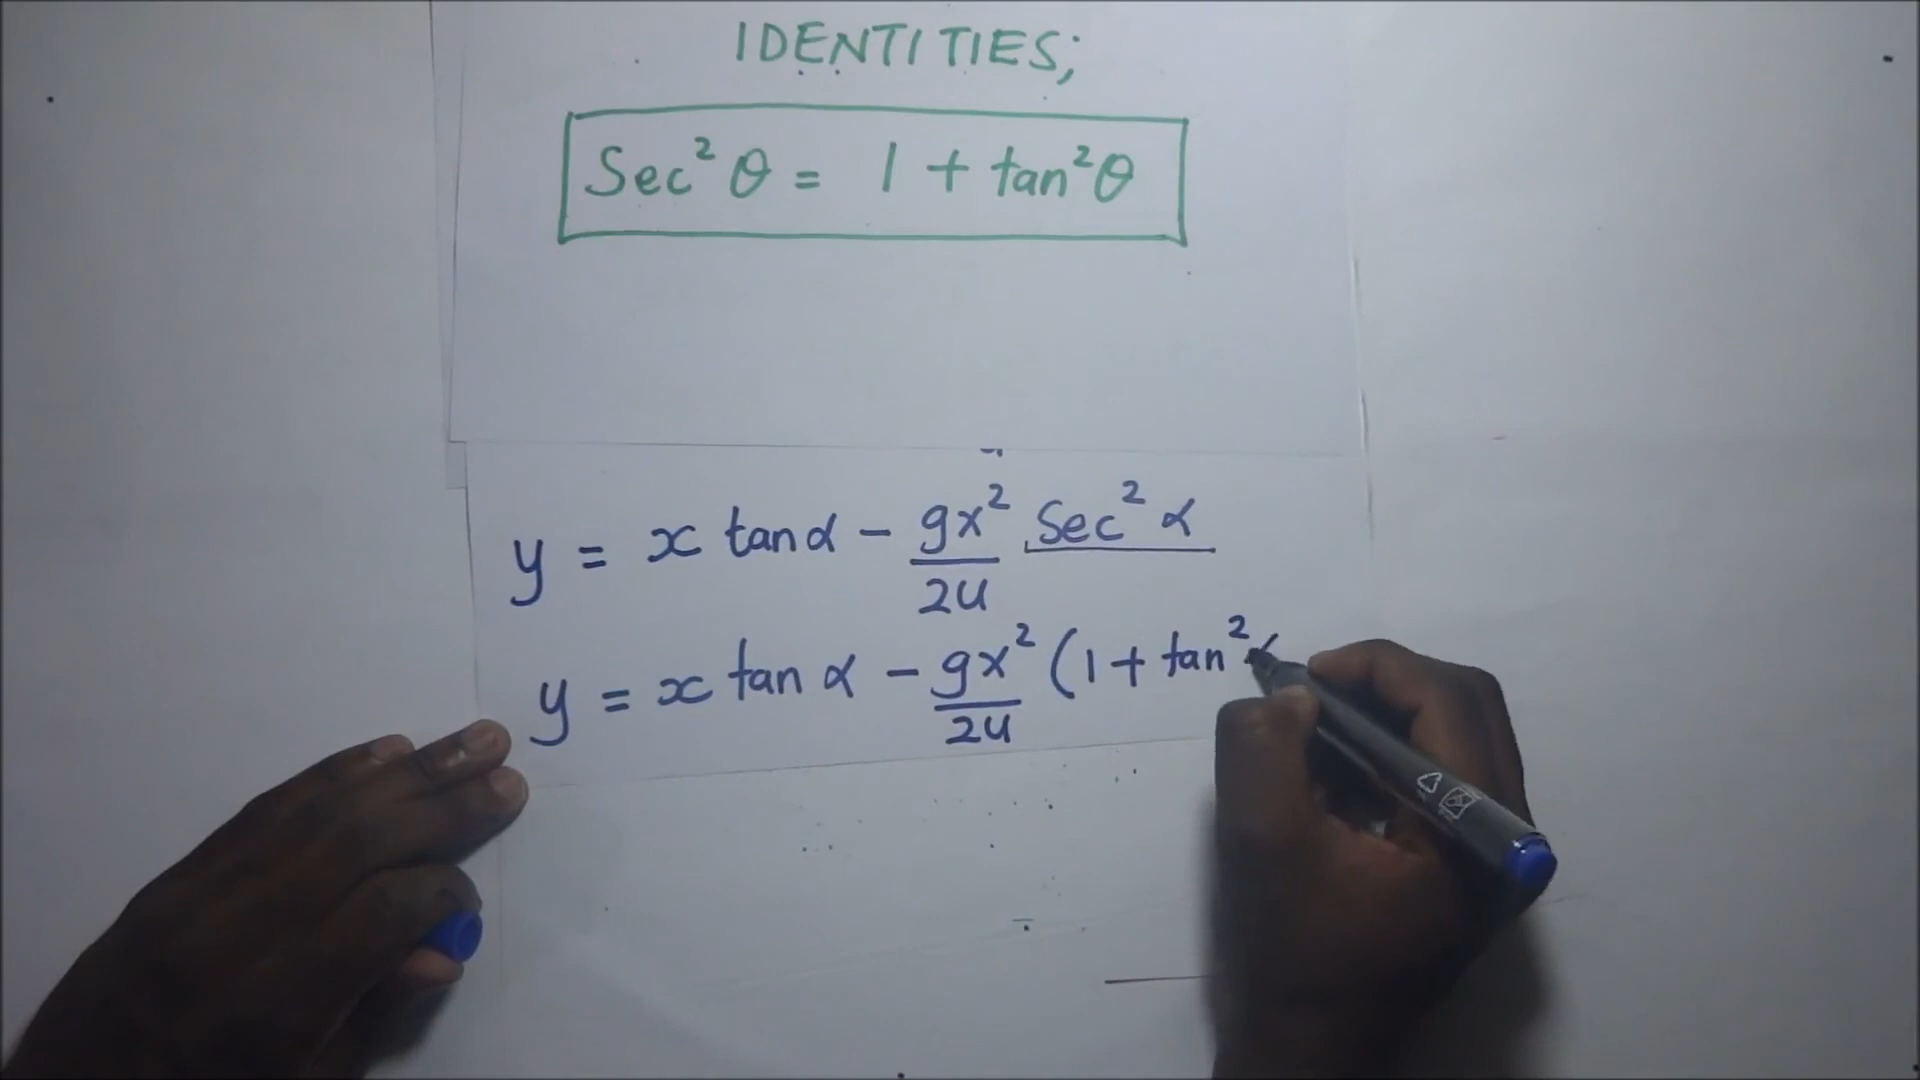 IDENTITIES;
Sec²θ = 1 + tan²θ
y = x tanα - gx²/2u Sec²α
y = x tanα - gx²/2u (1 + tan²